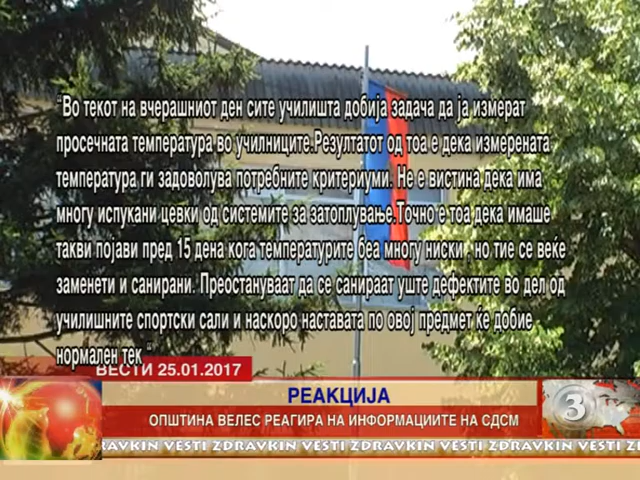 “Во текот на вчерашниот ден сите училишта добија задача да ја измерат
просечната температура во училниците.Резултатот од тоа е дека измерената
температура ги задоволува потребните критериуми. Не е вистина дека има
многу испукани цевки од системите за затоплување.Точно е тоа дека имаше
такви појави пред 15 дена кога температурите беа многу ниски , но тие се веќе
заменети и санирани. Преостануваат да се санираат уште дефектите во дел од
училишните спортски сали и наскоро наставата по овој предмет ќе добие
нормален тек “
ВЕСТИ 25.01.2017
РЕАКЦИЈА
3
ОПШТИНА ВЕЛЕС РЕАГИРА НА ИНФОРМАЦИИТЕ НА СДСМ
DRAVKIN VESTI ZDRAVKIN VESTI ZDRAVKIN VESTI ZDRAVKIN VESTI ZDRAV